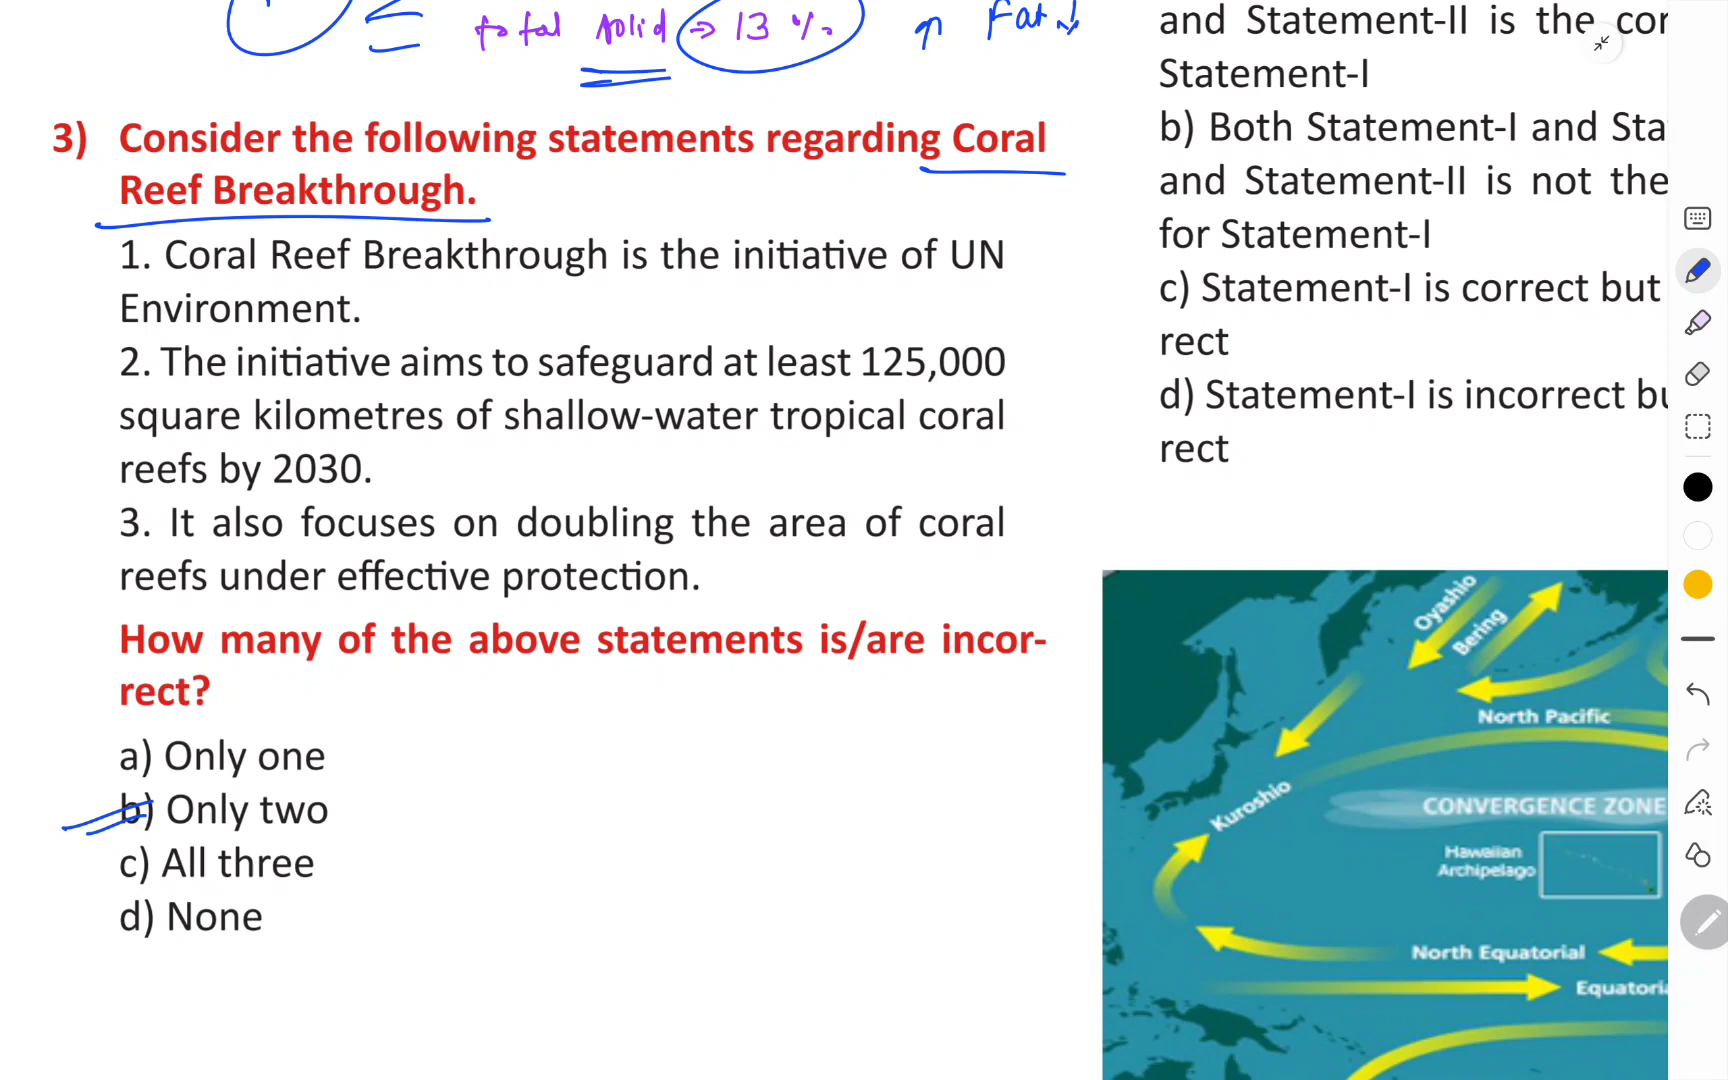 total solid ⇒ 13 % ↑ Fat ↓
3) Consider the following statements regarding Coral
Reef Breakthrough.
1. Coral Reef Breakthrough is the initiative of UN
Environment.
2. The initiative aims to safeguard at least 125,000
square kilometres of shallow-water tropical coral
reefs by 2030.
3. It also focuses on doubling the area of coral
reefs under effective protection.
How many of the above statements is/are incor-
rect?
a) Only one
b) Only two
c) All three
d) None
and Statement-II is the cor
Statement-I
b) Both Statement-I and Sta
and Statement-II is not the
for Statement-I
c) Statement-I is correct but
rect
d) Statement-I is incorrect bu
rect
Oyashio
Bering
North Pacific
Kuroshio
CONVERGENCE ZONE
Hawaiian
Archipelago
North Equatorial
Equatoria